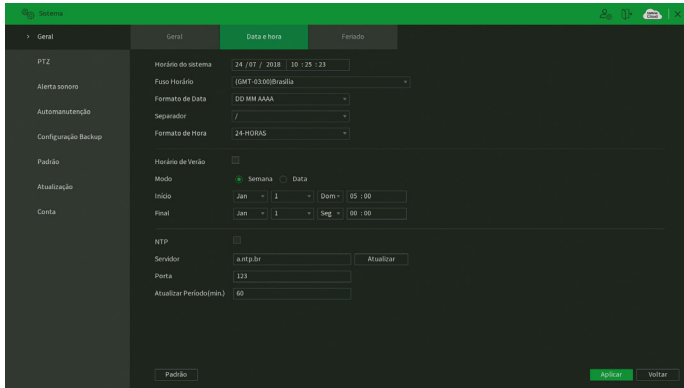 Sistema
Geral
PTZ
Alerta sonoro
Automanutenção
Configuração Backup
Padrão
Atualização
Conta
Geral Data e hora Feriado
Horário do sistema 24 /07 / 2018 10 :25 :23
Fuso Horário (GMT-03:00)Brasília
Formato de Data DD MM AAAA
Separador /
Formato de Hora 24-HORAS
Horário de Verão
Modo Semana Data
Início Jan 1 Dom 05 :00
Final Jan 1 Seg 00 :00
NTP
Servidor a.ntp.br Atualizar
Porta 123
Atualizar Período(min.) 60
Padrão Aplicar Voltar